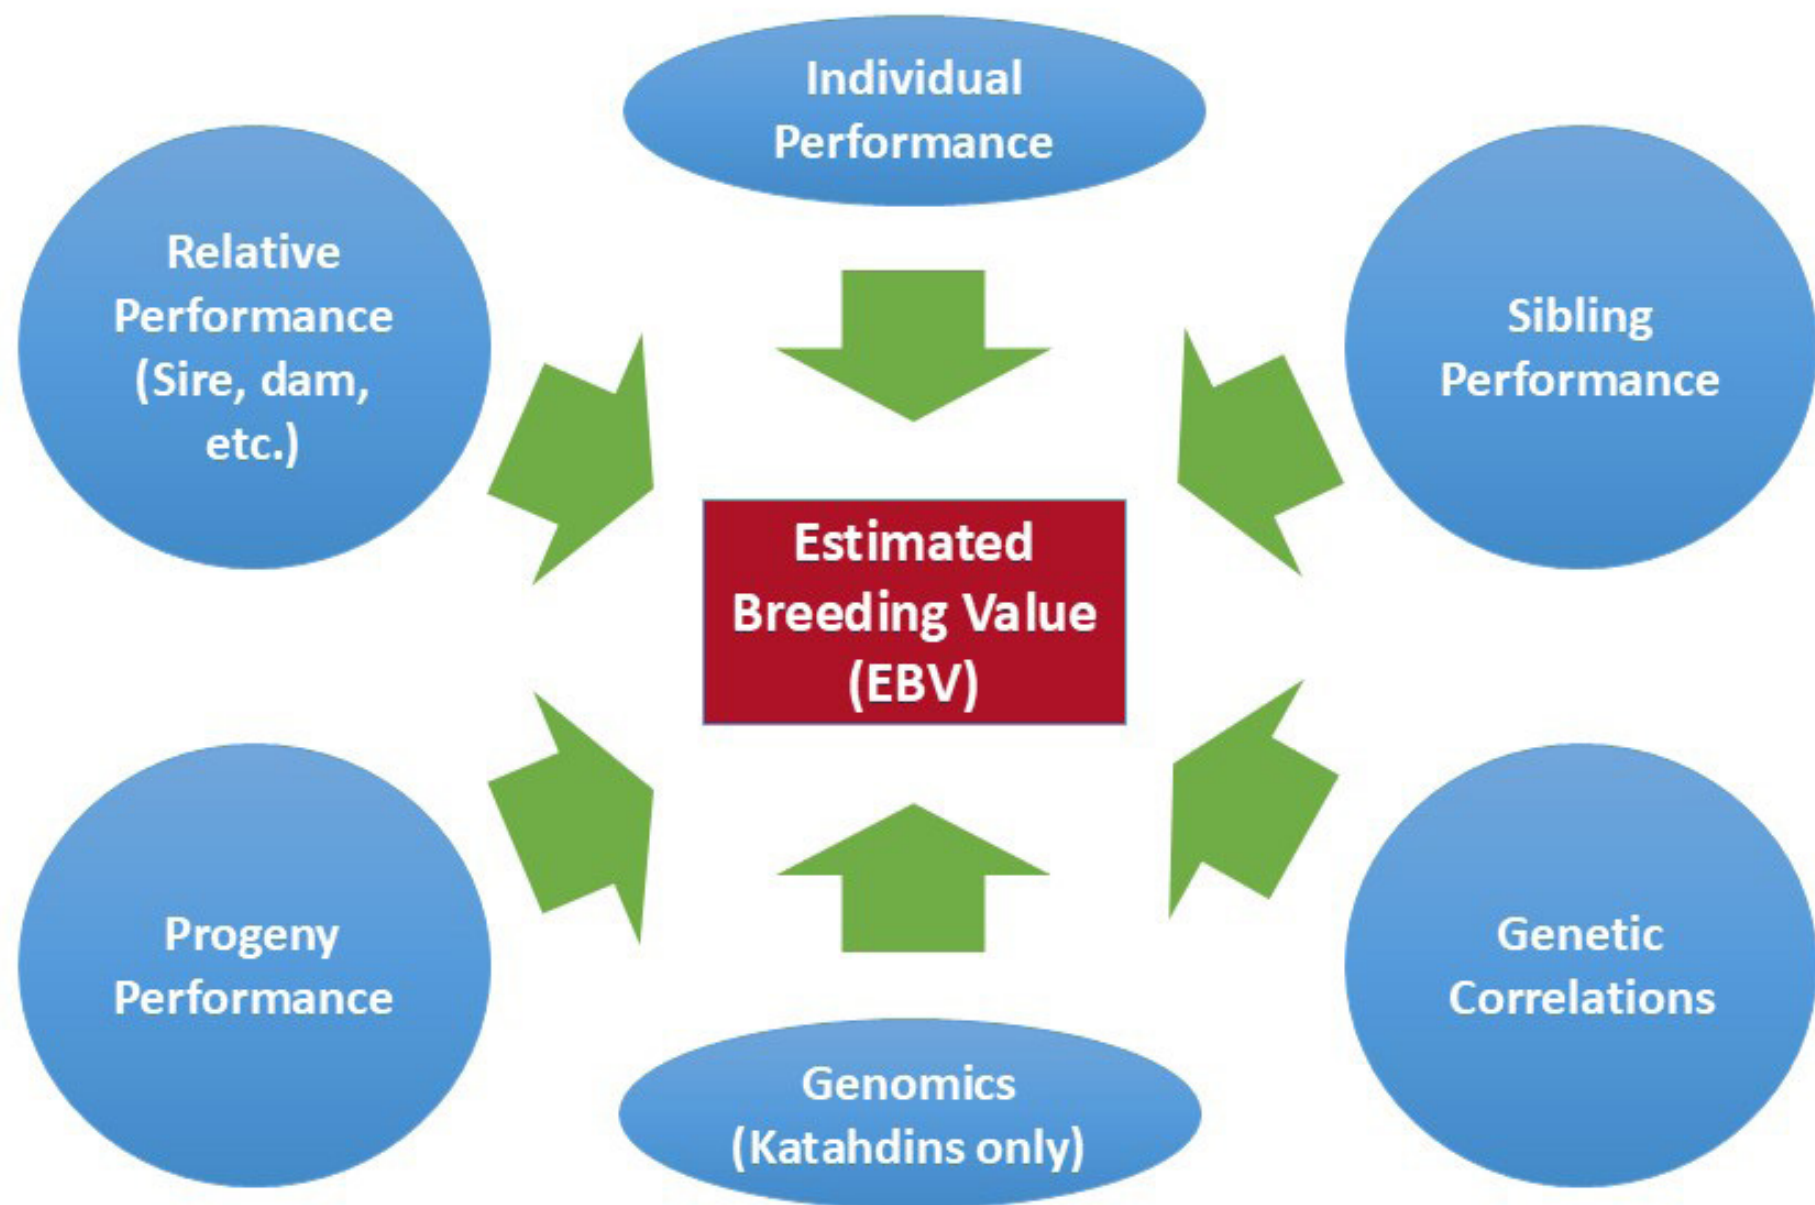 Individual
Performance
Relative
Performance
(Sire, dam,
etc.)
Sibling
Performance
Estimated
Breeding Value
(EBV)
Progeny
Performance
Genetic
Correlations
Genomics
(Katahdins only)